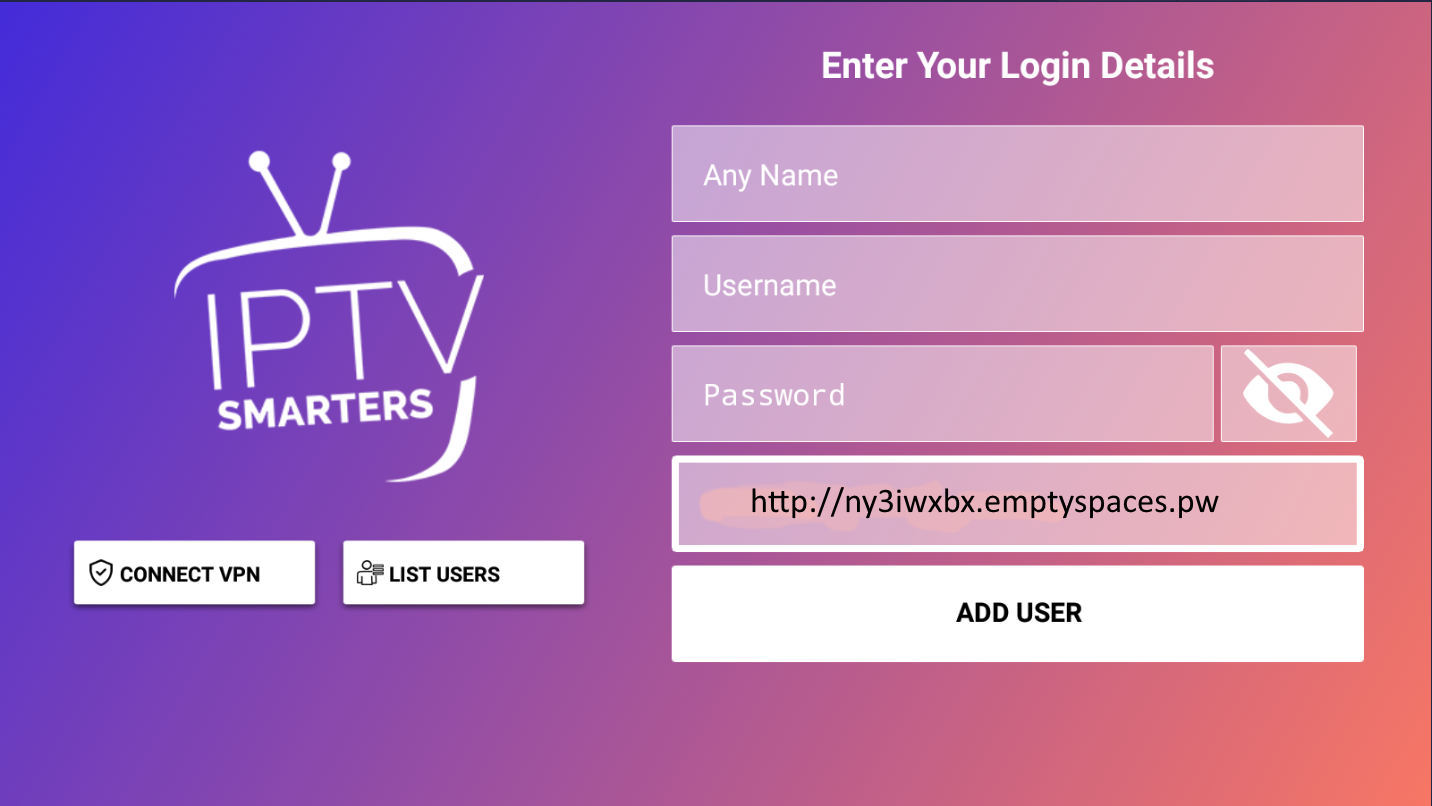 IPTV
SMARTERS
CONNECT VPN
LIST USERS
Enter Your Login Details
Any Name
Username
Password
http://ny3iwxbx.emptyspaces.pw
ADD USER